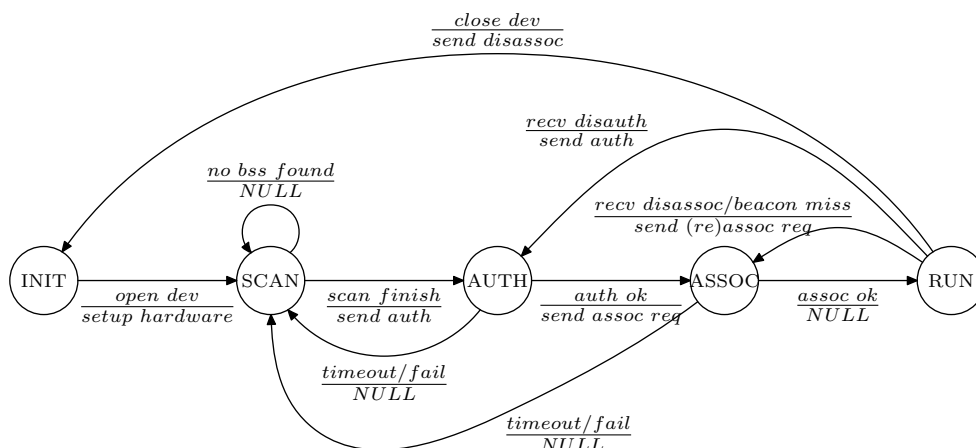 close dev
send disassoc
recv disauth
send auth
no bss found
NULL
recv disassoc/beacon miss
send (re)assoc req
INIT
SCAN
AUTH
ASSOC
RUN
open dev
setup hardware
scan finish
send auth
auth ok
send assoc req
assoc ok
NULL
timeout/fail
NULL
timeout/fail
NULL